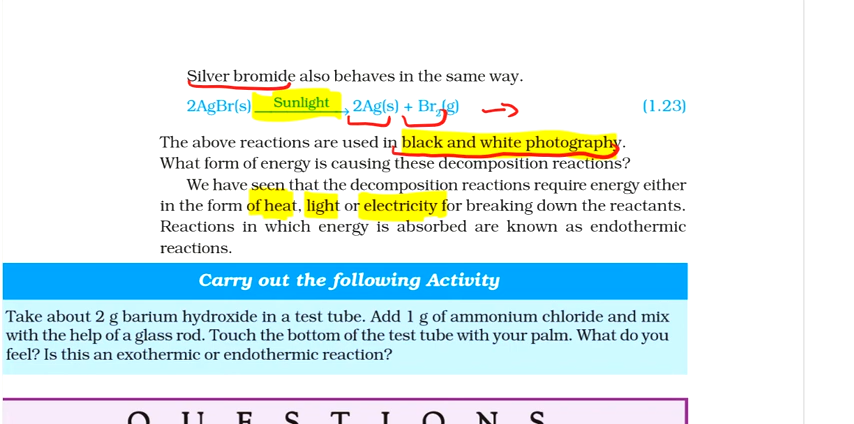 Silver bromide also behaves in the same way.
2AgBr(s) Sunlight → 2Ag(s) + Br₂(g) (1.23)
The above reactions are used in black and white photography.
What form of energy is causing these decomposition reactions?
We have seen that the decomposition reactions require energy either
in the form of heat, light or electricity for breaking down the reactants.
Reactions in which energy is absorbed are known as endothermic
reactions.
Carry out the following Activity
Take about 2 g barium hydroxide in a test tube. Add 1 g of ammonium chloride and mix
with the help of a glass rod. Touch the bottom of the test tube with your palm. What do you
feel? Is this an exothermic or endothermic reaction?
QUESTIONS